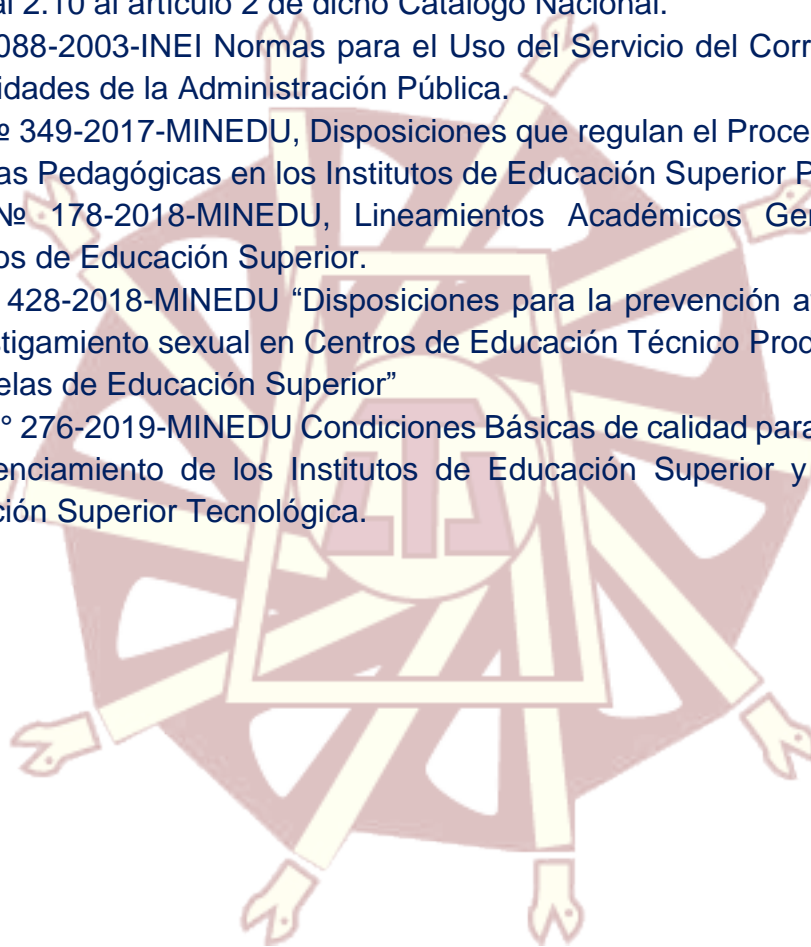 al 2.10 al artículo 2 de dicho Catálogo Nacional.
088-2003-INEI Normas para el Uso del Servicio del Corr
idades de la Administración Pública.
º 349-2017-MINEDU, Disposiciones que regulan el Proce
as Pedagógicas en los Institutos de Educación Superior P
Nº 178-2018-MINEDU, Lineamientos Académicos Ge
os de Educación Superior.
428-2018-MINEDU “Disposiciones para la prevención a
stigamiento sexual en Centros de Educación Técnico Prod
elas de Educación Superior”
° 276-2019-MINEDU Condiciones Básicas de calidad para
enciamiento de los Institutos de Educación Superior y
ción Superior Tecnológica.